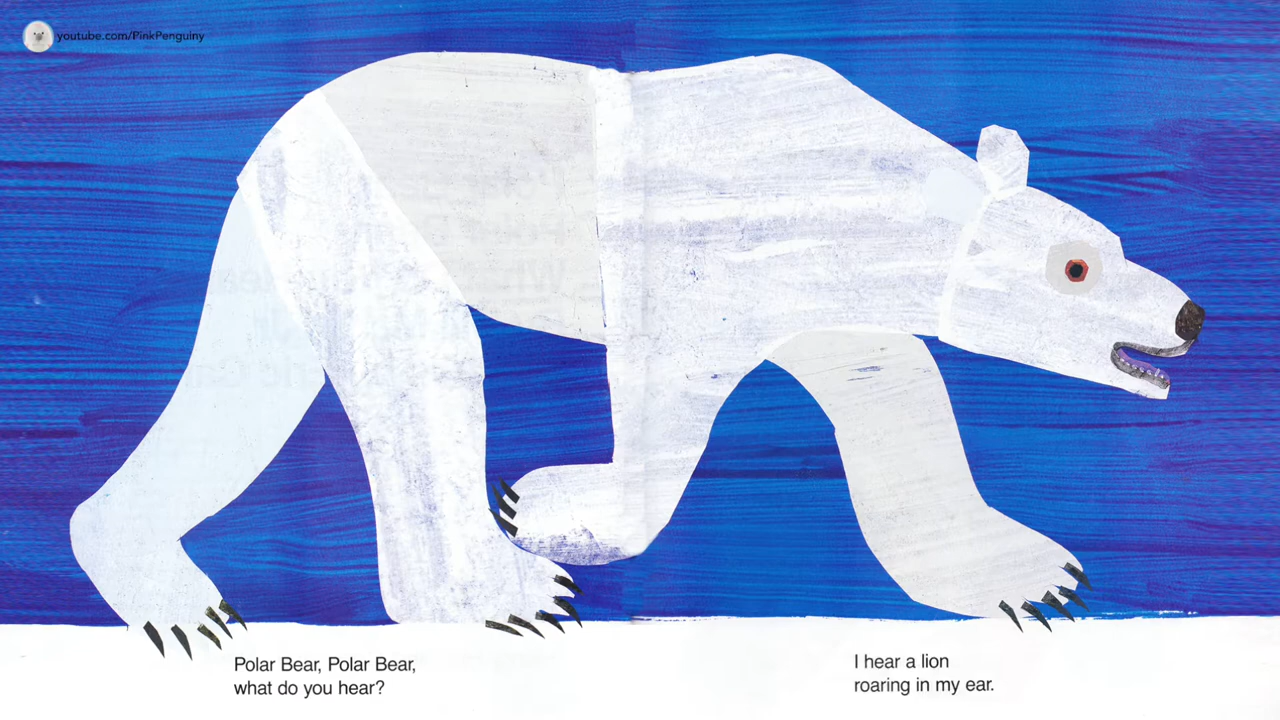 youtube.com/PinkPenguiny
Polar Bear, Polar Bear,
what do you hear?
I hear a lion
roaring in my ear.